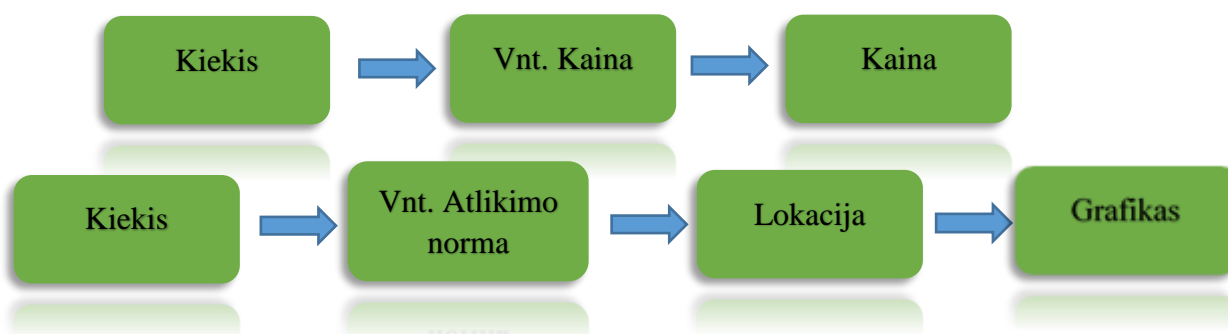 Kiekis
Vnt. Kaina
Kaina
Kiekis
Vnt. Atlikimo
norma
Lokacija
Grafikas